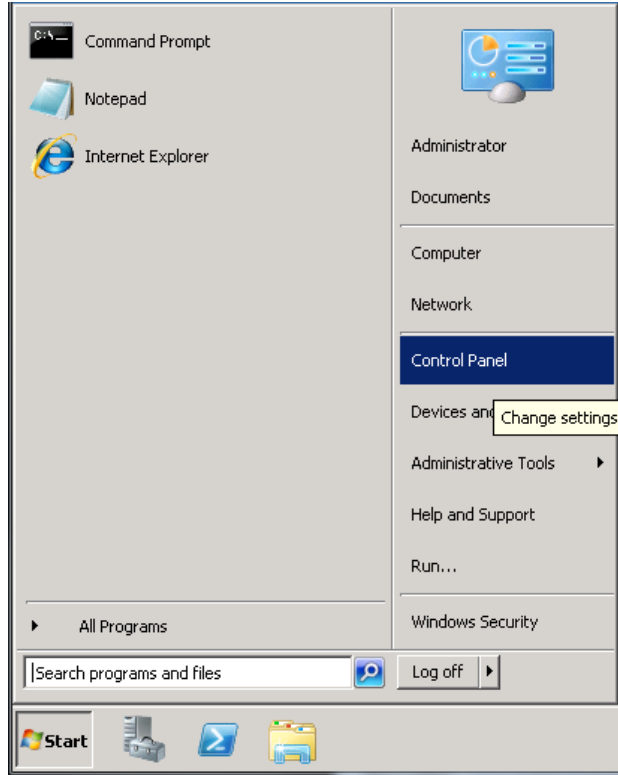 C:\_
Command Prompt
Notepad
Internet Explorer
All Programs
Search programs and files
Administrator
Documents
Computer
Network
Control Panel
Devices and
Change settings
Administrative Tools
Help and Support
Run...
Windows Security
Log off
Start